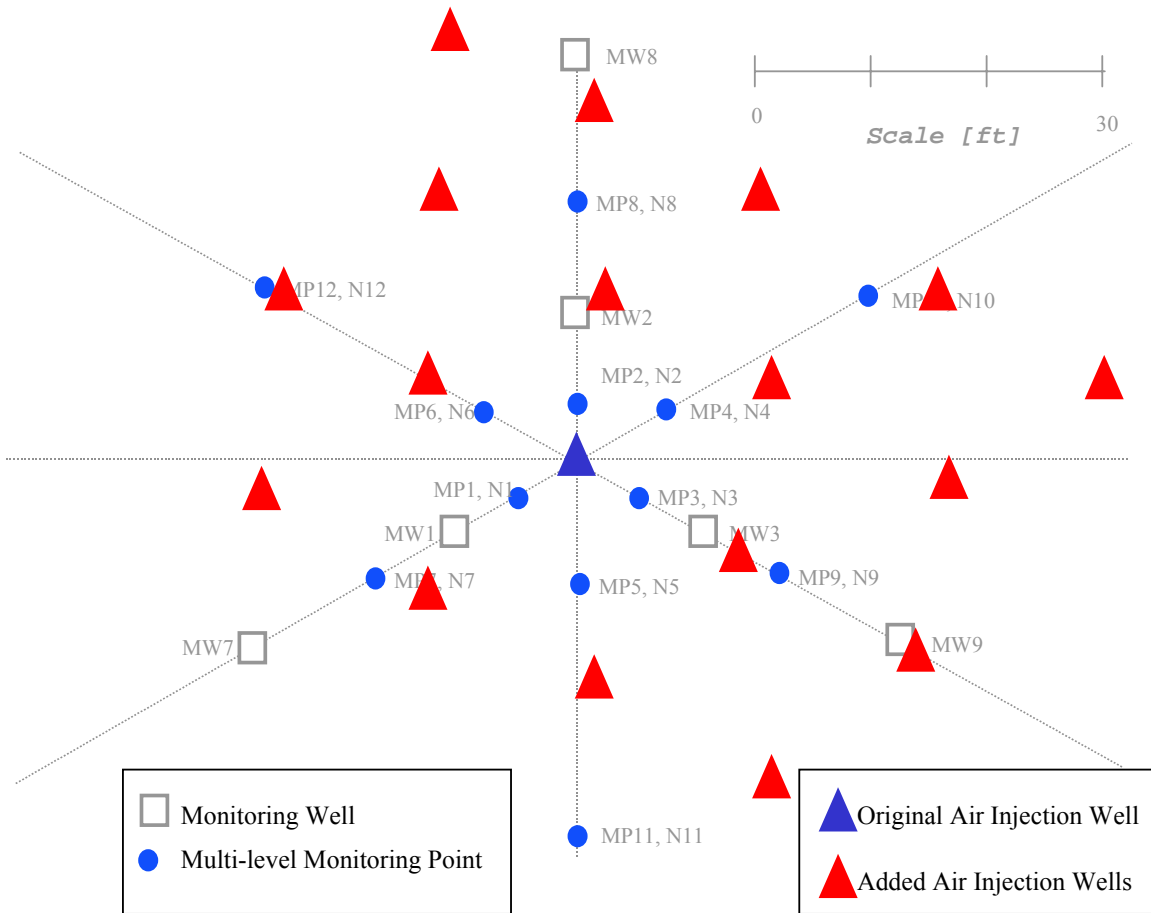 MW8
0
30
Scale [ft]
MP8, N8
MP12, N12
N10
MW2
MP2, N2
MP6, N6
MP4, N4
MP1, N1
MP3, N3
MW1
MW3
MP7, N7
MP5, N5
MP9, N9
MW7
MW9
MP11, N11
Monitoring Well
Multi-level Monitoring Point
Original Air Injection Well
Added Air Injection Wells